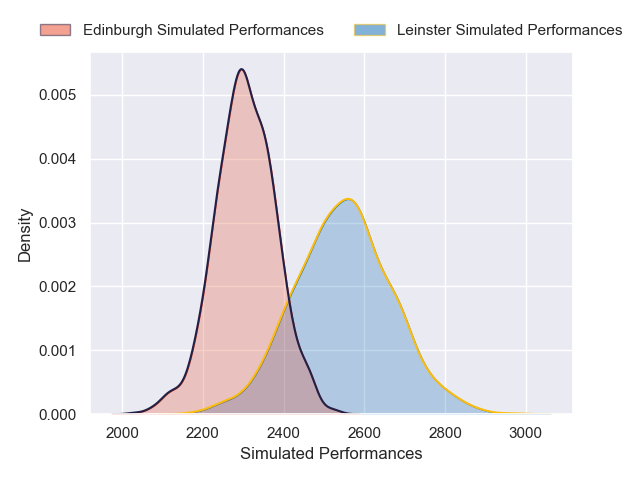 Edinburgh Simulated Performances Leinster Simulated Performances
0.005
0.004
0.003
0.002
0.001
0.000
Density
2000 2200 2400 2600 2800 3000
Simulated Performances